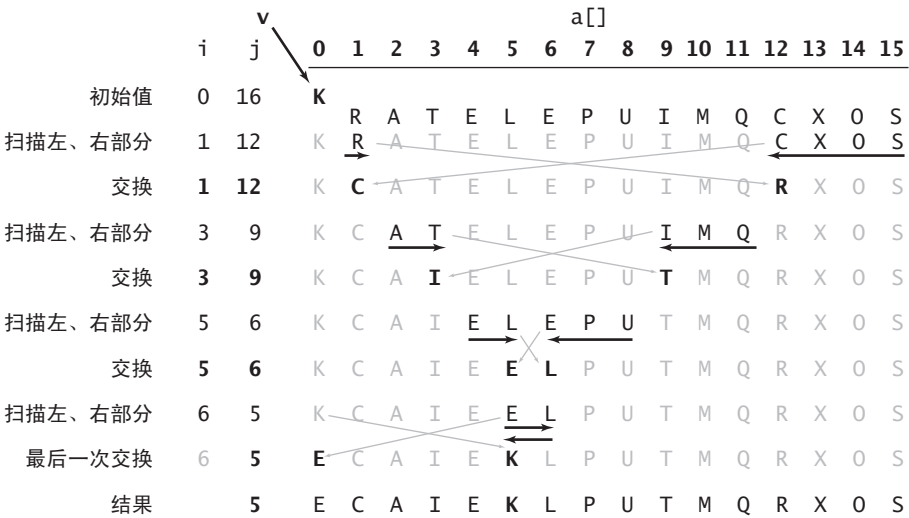 v a[]
i j 0 1 2 3 4 5 6 7 8 9 10 11 12 13 14 15
初始值 0 16 K
R A T E L E P U I M Q C X O S
扫描左、右部分 1 12 K R A T E L E P U I M Q C X O S
交换 1 12 K C A T E L E P U I M Q R X O S
扫描左、右部分 3 9 K C A T E L E P U I M Q R X O S
交换 3 9 K C A I E L E P U T M Q R X O S
扫描左、右部分 5 6 K C A I E L E P U T M Q R X O S
交换 5 6 K C A I E E L P U T M Q R X O S
扫描左、右部分 6 5 K C A I E E L P U T M Q R X O S
最后一次交换 6 5 E C A I E K L P U T M Q R X O S
结果 5 E C A I E K L P U T M Q R X O S